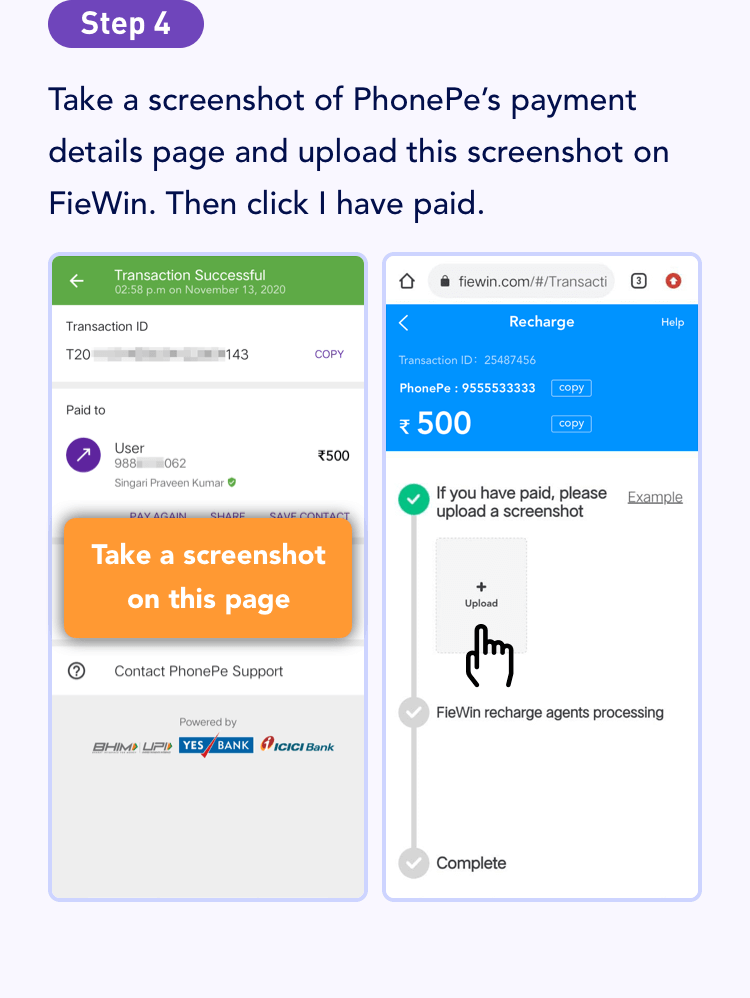 Step 4
Take a screenshot of PhonePe's payment
details page and upload this screenshot on
FieWin. Then click I have paid.
Transaction Successful
02:58 p.m on November 13, 2020
Transaction ID
T20 143 COPY
Paid to
User
988 062 ₹500
Singari Praveen Kumar
PAY AGAIN SHARE SAVE CONTACT
Take a screenshot
on this page
Contact PhonePe Support
Powered by
BHIM UPI YES BANK ICICI Bank
fiewin.com/#/Transacti 3
Recharge Help
Transaction ID: 25487456
PhonePe : 9555533333 copy
₹ 500 copy
If you have paid, please
upload a screenshot
Example
+
Upload
FieWin recharge agents processing
Complete